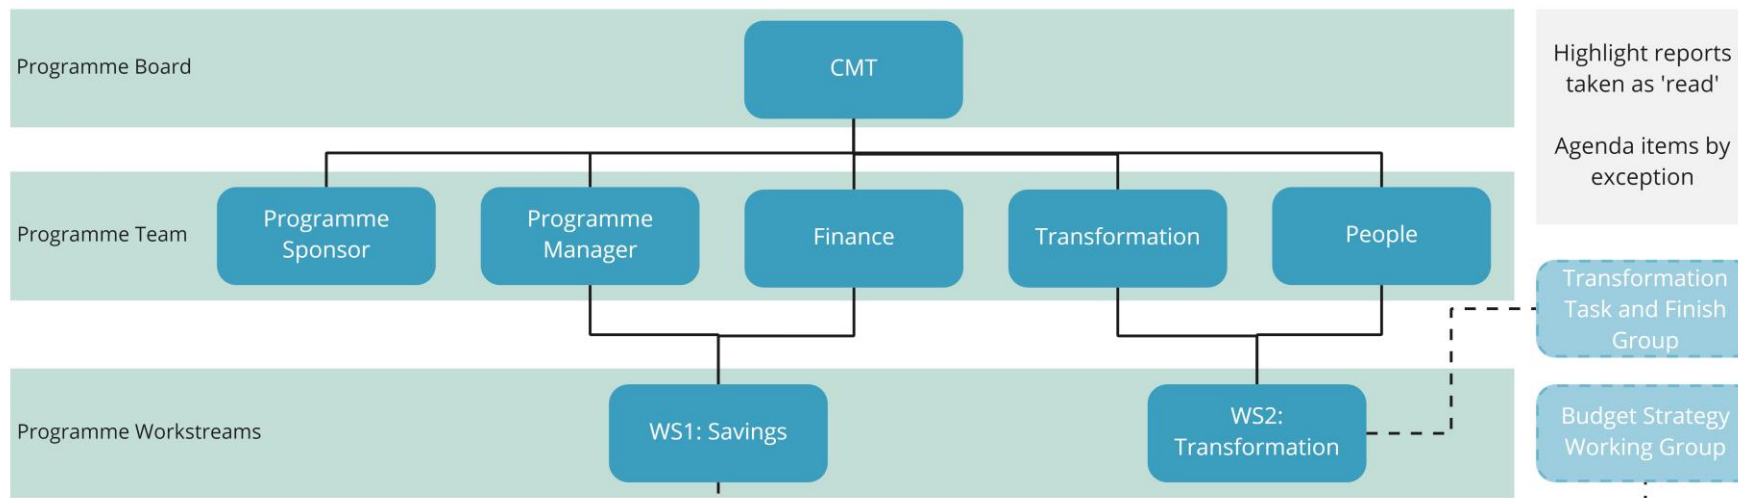 Programme Board
CMT
Highlight reports
taken as 'read'
Agenda items by
exception
Programme Team
Programme
Sponsor
Programme
Manager
Finance
Transformation
People
Transformation
Task and Finish
Group
Programme Workstreams
WS1: Savings
WS2:
Transformation
Budget Strategy
Working Group